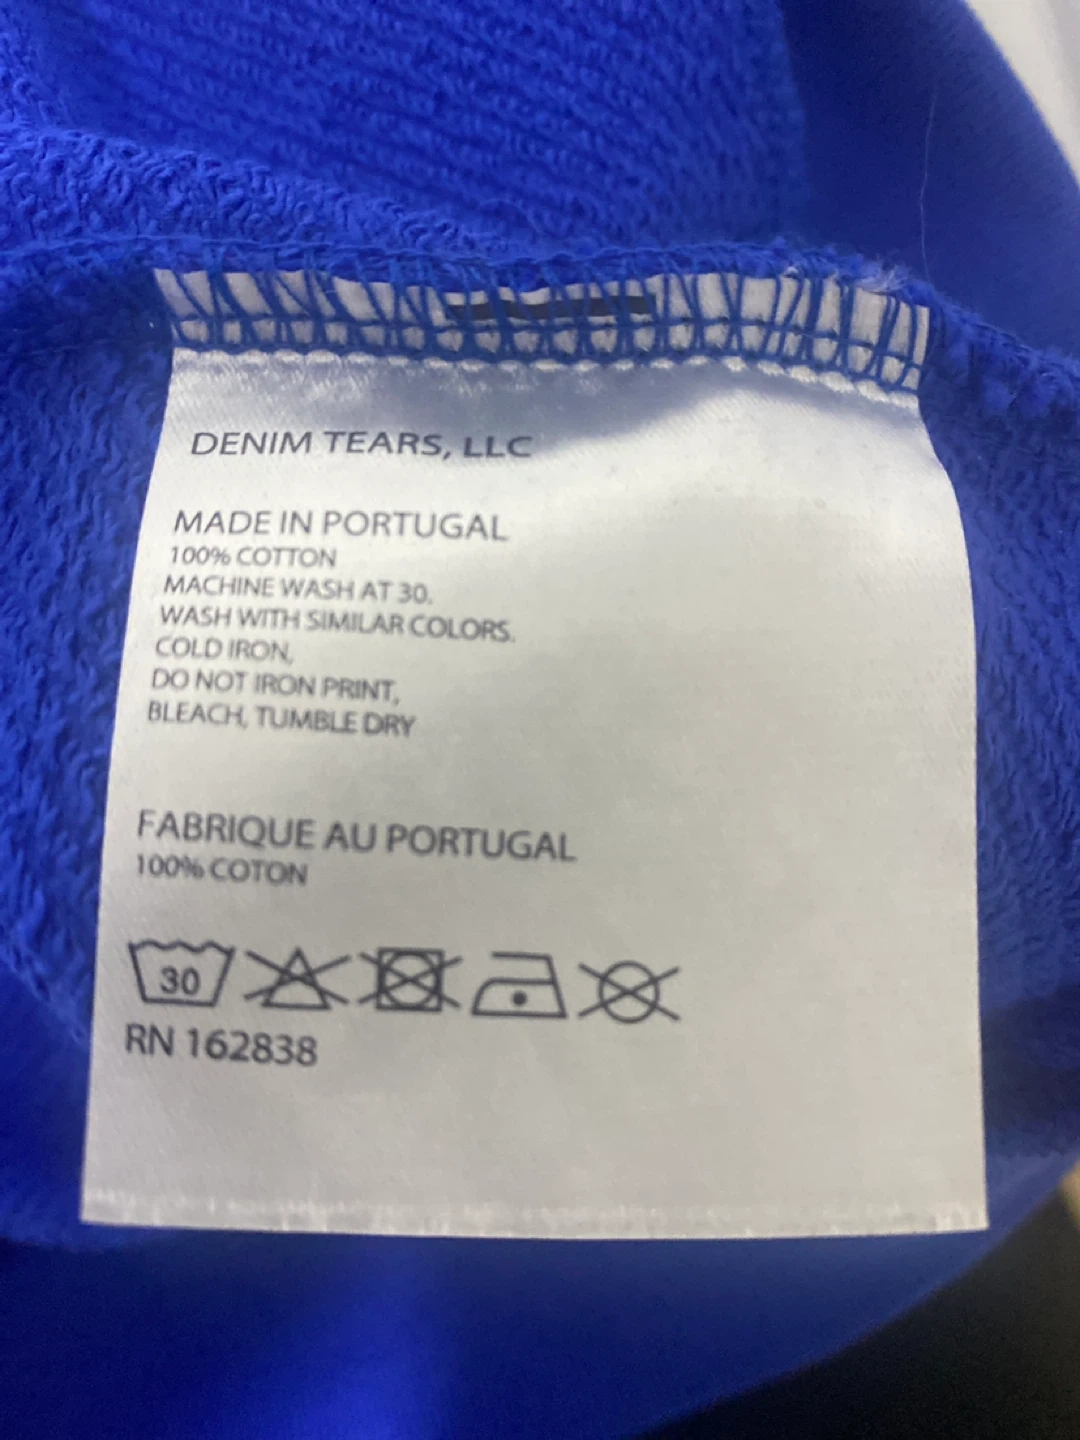 DENIM TEARS, LLC
MADE IN PORTUGAL
100% COTTON
MACHINE WASH AT 30.
WASH WITH SIMILAR COLORS.
COLD IRON,
DO NOT IRON PRINT,
BLEACH, TUMBLE DRY
FABRIQUE AU PORTUGAL
100% COTON
30
RN 162838